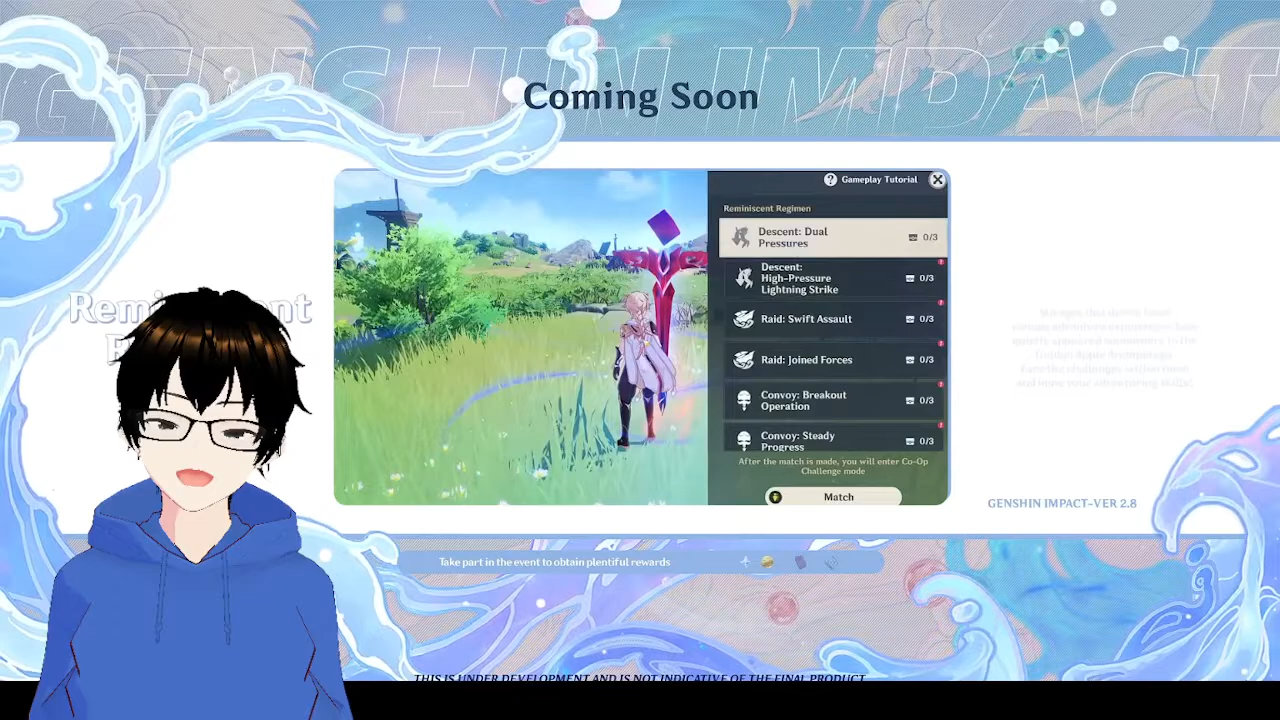 GENSHIN IMPACT
Coming Soon
Gameplay Tutorial
Reminiscent Regimen
Descent: Dual
Pressures
0/3
Descent:
High-Pressure
Lightning Strike
0/3
Raid: Swift Assault
0/3
Raid: Joined Forces
0/3
Convoy: Breakout
Operation
0/3
Convoy: Steady
Progress
0/3
After the match is made, you will enter Co-Op
Challenge mode
Match
GENSHIN IMPACT-VER 2.8
Take part in the event to obtain plentiful rewards
THIS IS UNDER DEVELOPMENT AND IS NOT INDICATIVE OF THE FINAL PRODUCT